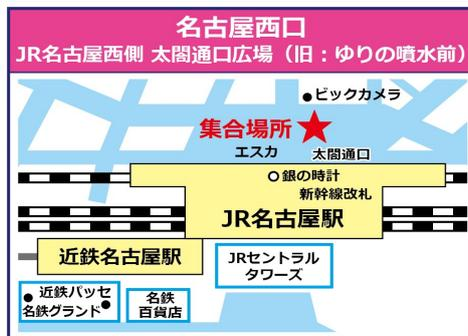 名古屋西口
JR名古屋西側 太閤通口広場（旧：ゆりの噴水前）
ビックカメラ
集合場所
エスカ
太閤通口
銀の時計
新幹線改札
JR名古屋駅
近鉄名古屋駅
JRセントラル
タワーズ
近鉄パッセ
名鉄グランド
名鉄
百貨店